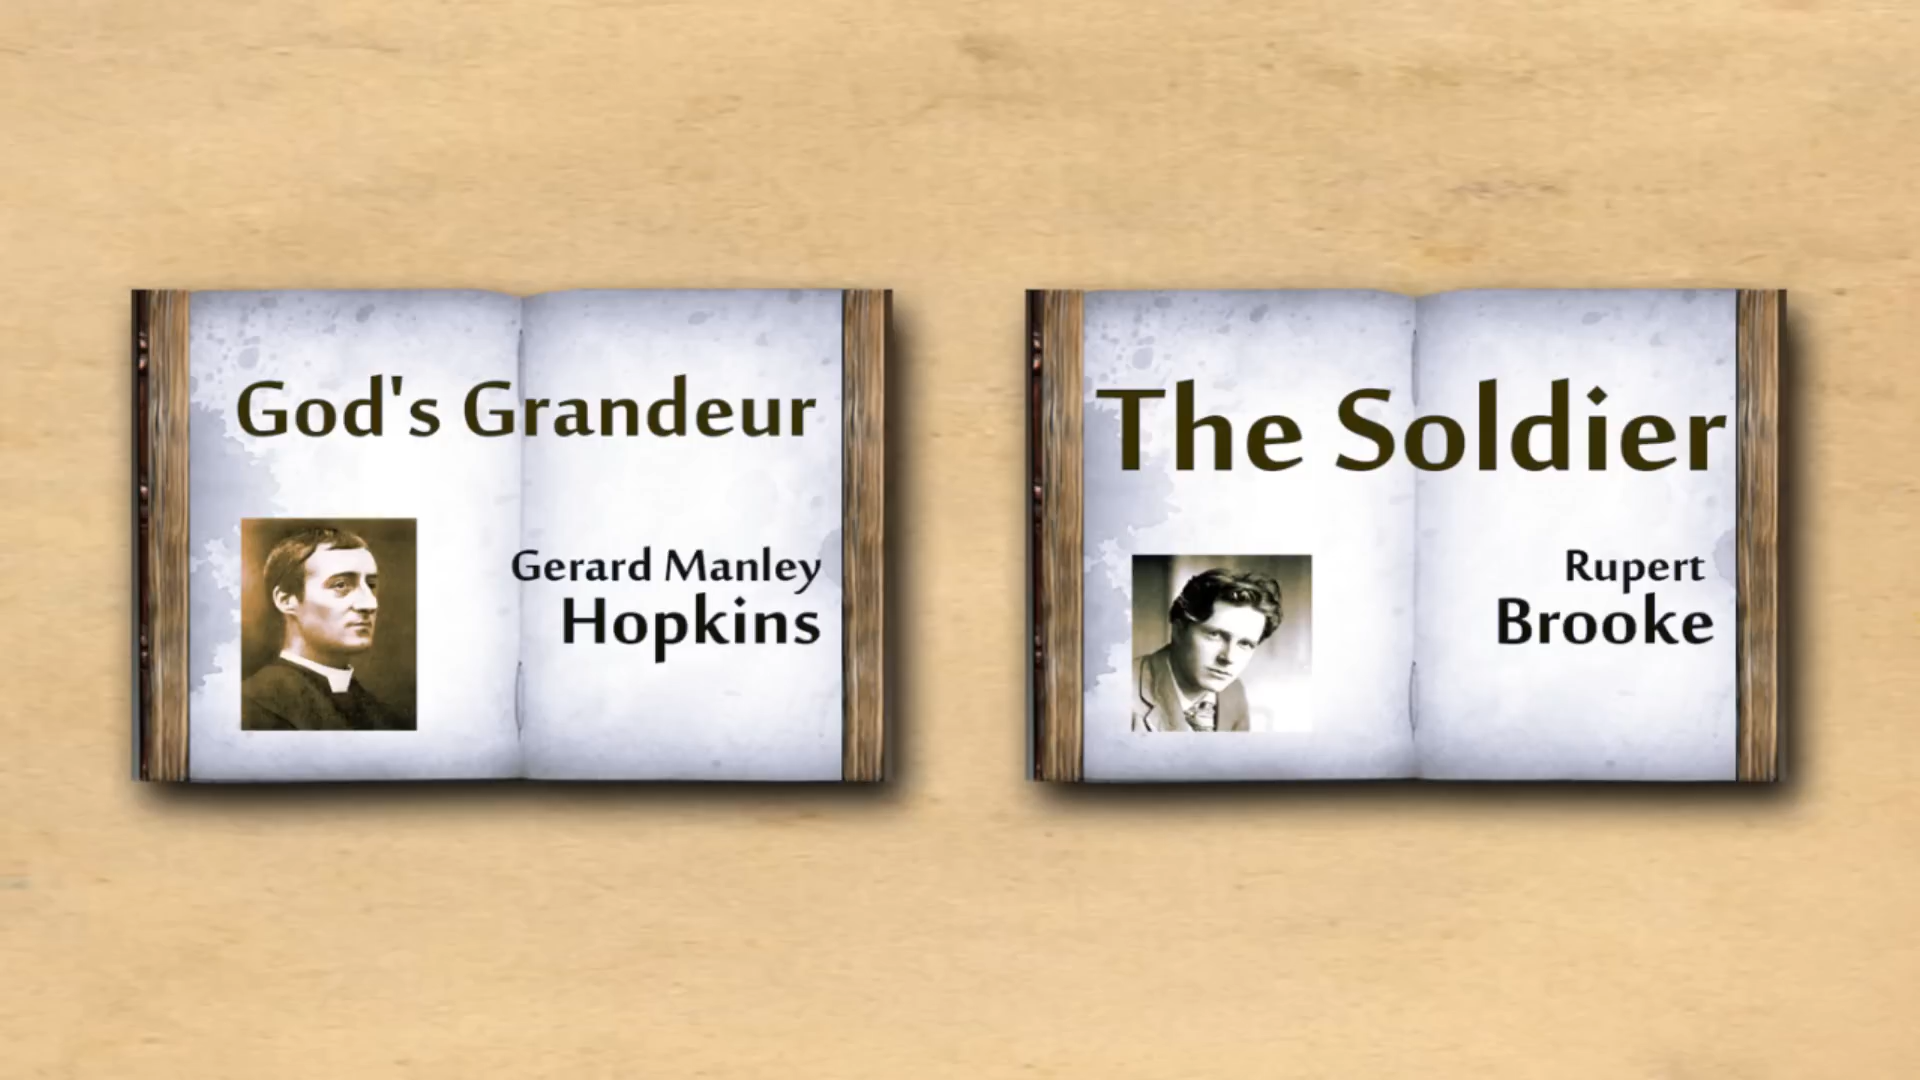 God's Grandeur
Gerard Manley
Hopkins
The Soldier
Rupert
Brooke